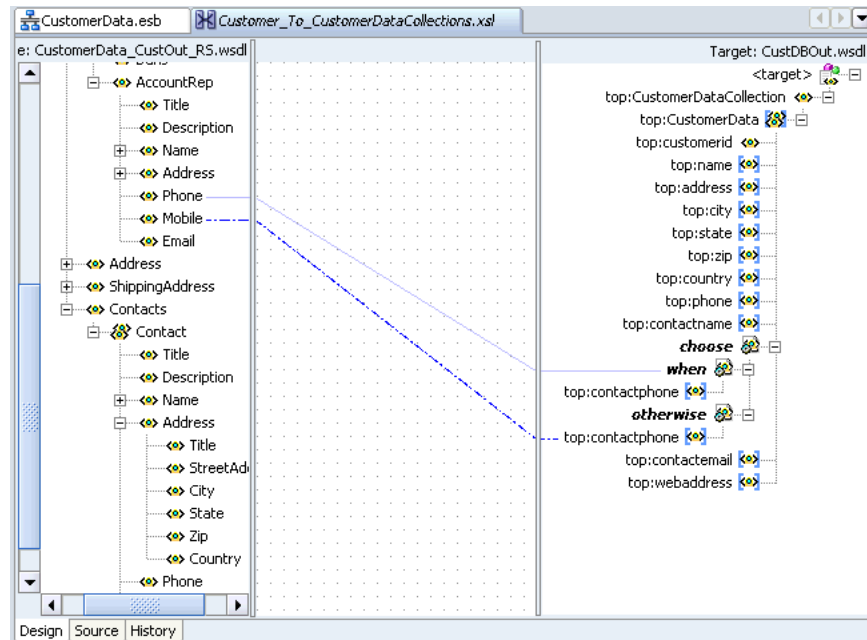 CustomerData.esb
Customer_To_CustomerDataCollections.xsl
e: CustomerData_CustOut_RS.wsdl
AccountRep
Title
Description
Name
Address
Phone
Mobile
Email
Address
ShippingAddress
Contacts
Contact
Title
Description
Name
Address
Title
StreetAd
City
State
Zip
Country
Phone
Target: CustDBOut.wsdl
<target>
top:CustomerDataCollection
top:CustomerData
top:customerid
top:name
top:address
top:city
top:state
top:zip
top:country
top:phone
top:contactname
choose
when
top:contactphone
otherwise
top:contactphone
top:contactemail
top:webaddress
Design Source History